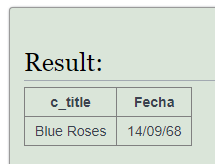 Result:
c_title Fecha
Blue Roses 14/09/68